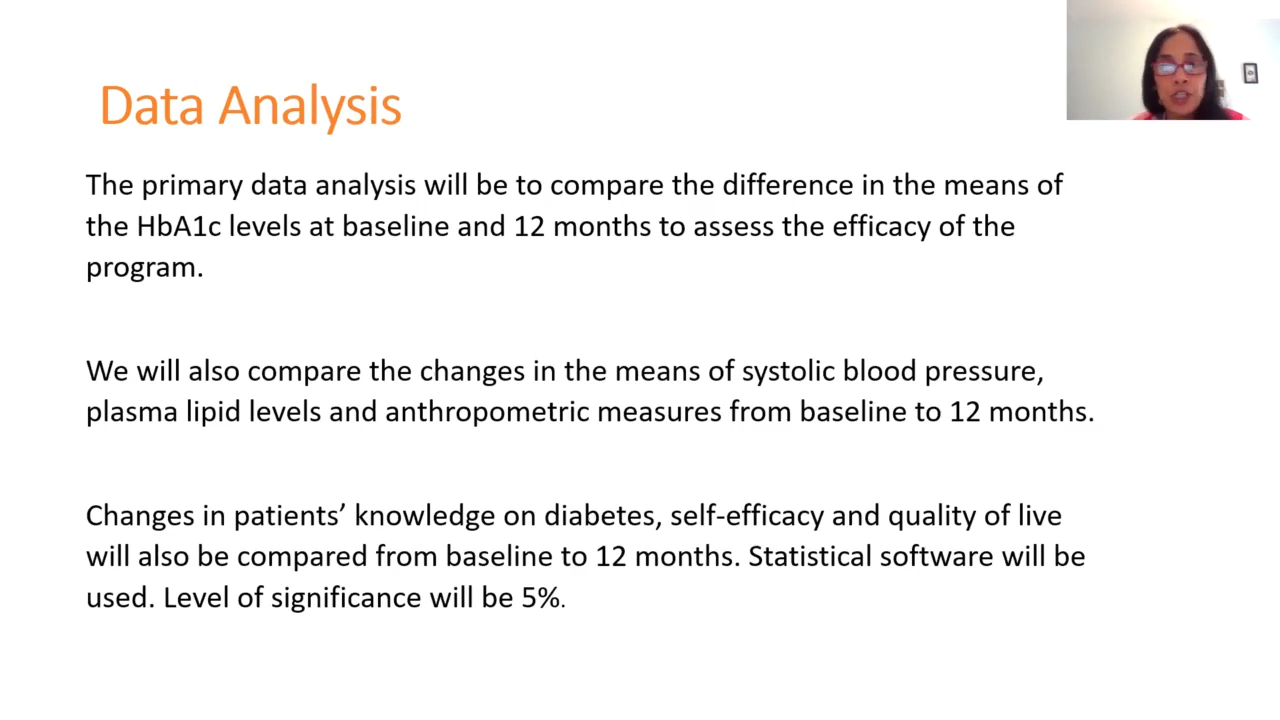 Data Analysis
The primary data analysis will be to compare the difference in the means of
the HbA1c levels at baseline and 12 months to assess the efficacy of the
program.
We will also compare the changes in the means of systolic blood pressure,
plasma lipid levels and anthropometric measures from baseline to 12 months.
Changes in patients’ knowledge on diabetes, self-efficacy and quality of live
will also be compared from baseline to 12 months. Statistical software will be
used. Level of significance will be 5%.